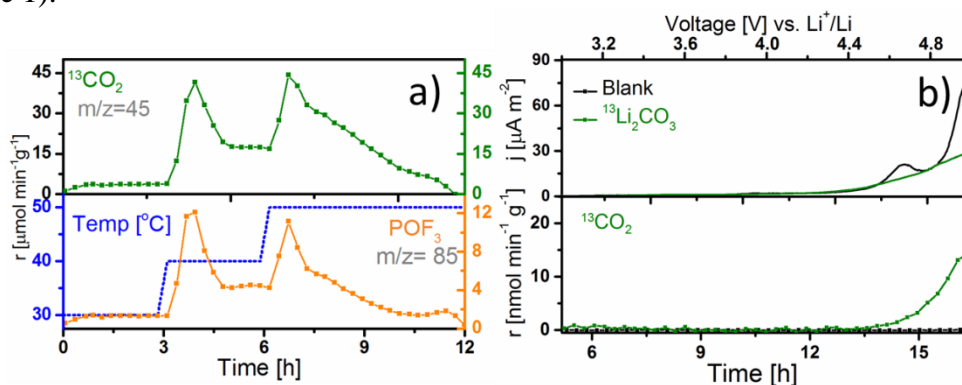 1).
¹³CO₂
m/z=45
a)
45
30
15
0
45
30
15
0
r [μmol min⁻¹g⁻¹]
Temp [°C]
POF₃
m/z= 85
50
40
30
12
8
4
0
0 3 6 9 12
Time [h]
Voltage [V] vs. Li⁺/Li
3.2 3.6 4.0 4.4 4.8
b)
Blank
¹³Li₂CO₃
j [μA m⁻²]
90
60
30
0
¹³CO₂
r [nmol min⁻¹ g⁻¹]
20
10
0
6 9 12 15
Time [h]